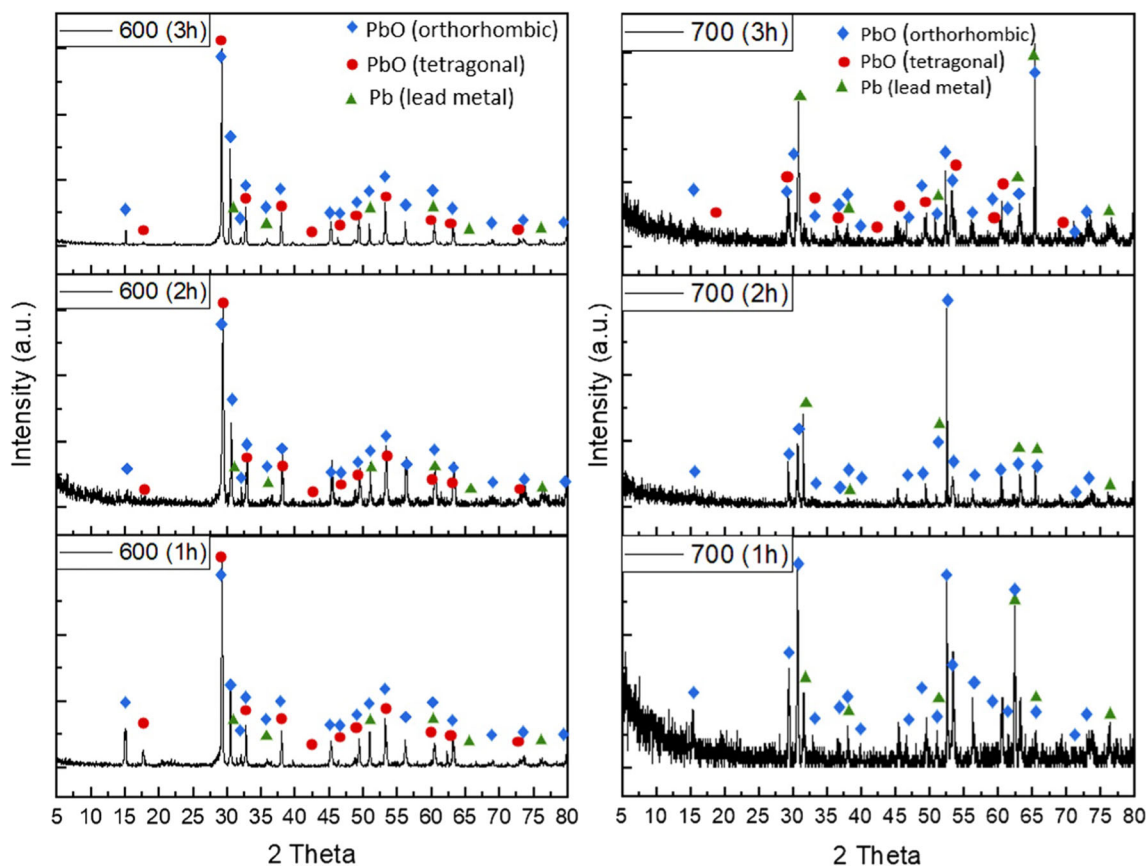 600 (3h)
PbO (orthorhombic)
PbO (tetragonal)
Pb (lead metal)
600 (2h)
600 (1h)
Intensity (a.u.)
5 10 15 20 25 30 35 40 45 50 55 60 65 70 75 80
2 Theta
700 (3h)
PbO (orthorhombic)
PbO (tetragonal)
Pb (lead metal)
700 (2h)
700 (1h)
Intensity (a.u.)
5 10 15 20 25 30 35 40 45 50 55 60 65 70 75 80
2 Theta